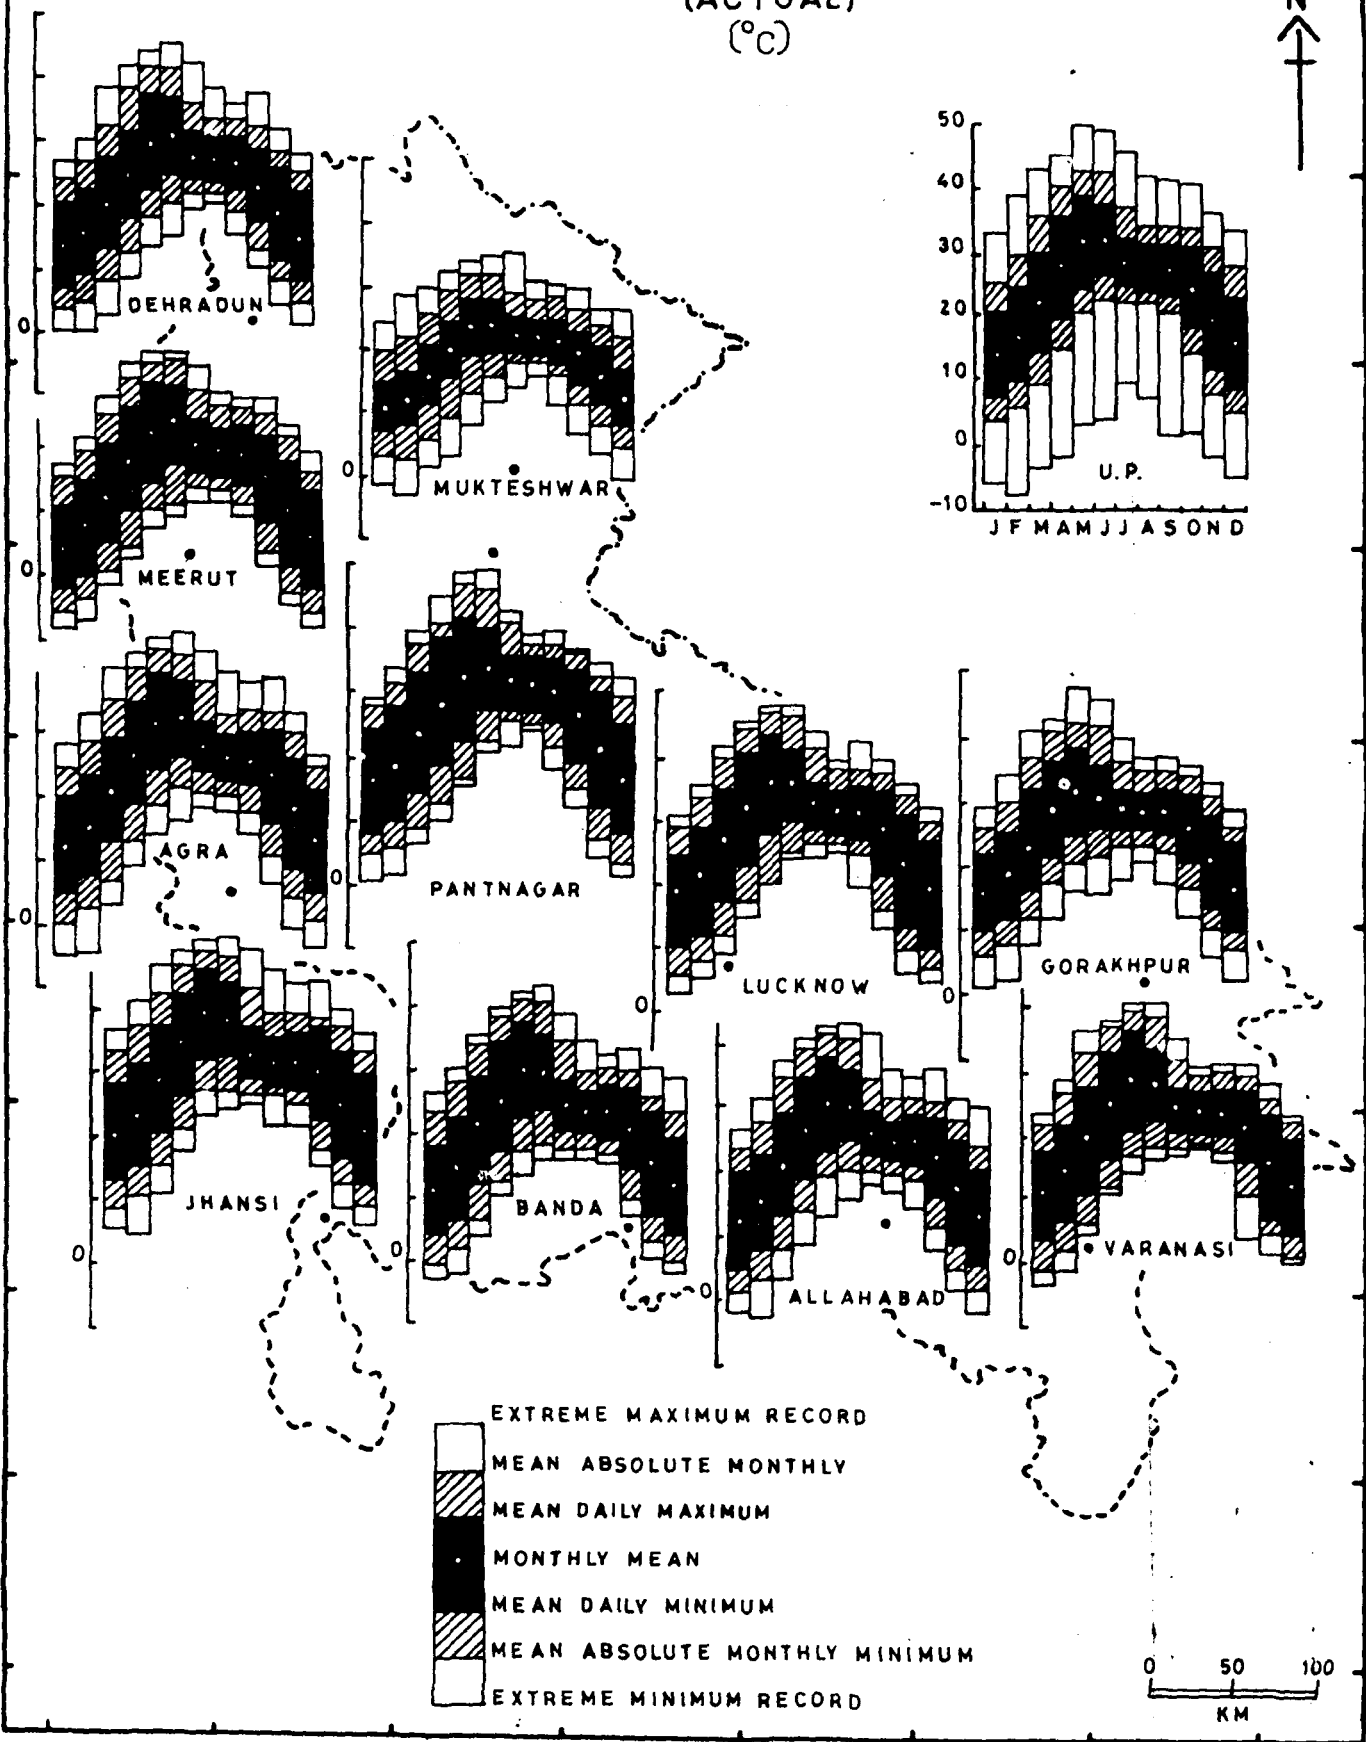 (ACTUAL)
(°C)
N
50
40
30
20
10
0
-10
U.P.
J F M A M J J A S O N D
DEHRADUN
0
MUKTESHWAR
0
MEERUT
0
AGRA
0
PANTNAGAR
0
LUCKNOW
0
GORAKHPUR
0
JHANSI
0
BANDA
0
ALLAHABAD
0
VARANASI
0
EXTREME MAXIMUM RECORD
MEAN ABSOLUTE MONTHLY
MEAN DAILY MAXIMUM
MONTHLY MEAN
MEAN DAILY MINIMUM
MEAN ABSOLUTE MONTHLY MINIMUM
EXTREME MINIMUM RECORD
0 50 100
KM